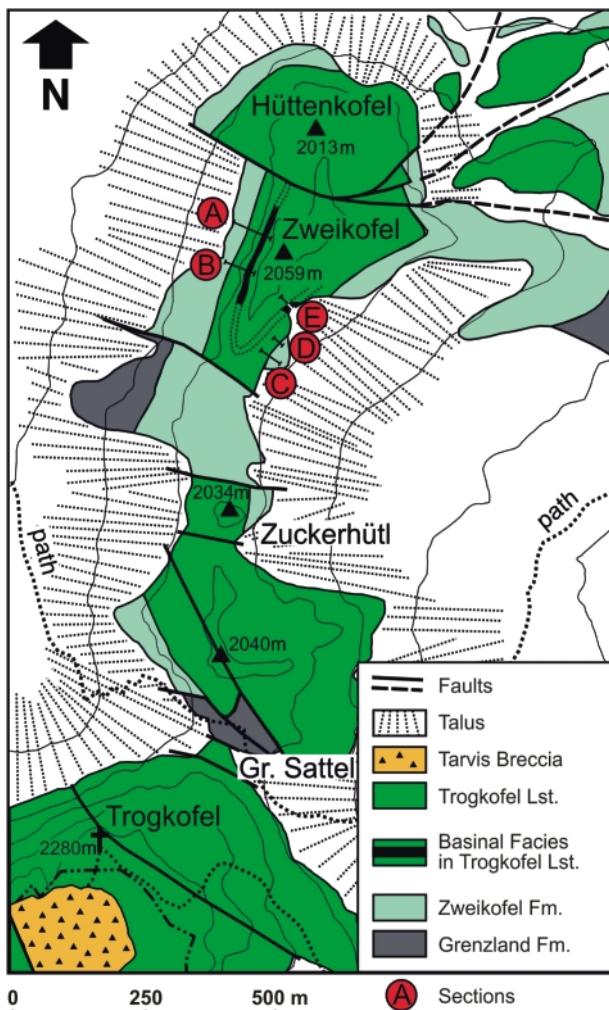 N
Hüttenkofel
2013m
A
Zweikofel
B
2059m
E
D
C
2034m
Zuckerhütl
path
path
2040m
Gr. Sattel
Trogkofel
2280m
Faults
Talus
Tarvis Breccia
Trogkofel Lst.
Basinal Facies
in Trogkofel Lst.
Zweikofel Fm.
Grenzland Fm.
A Sections
0 250 500 m